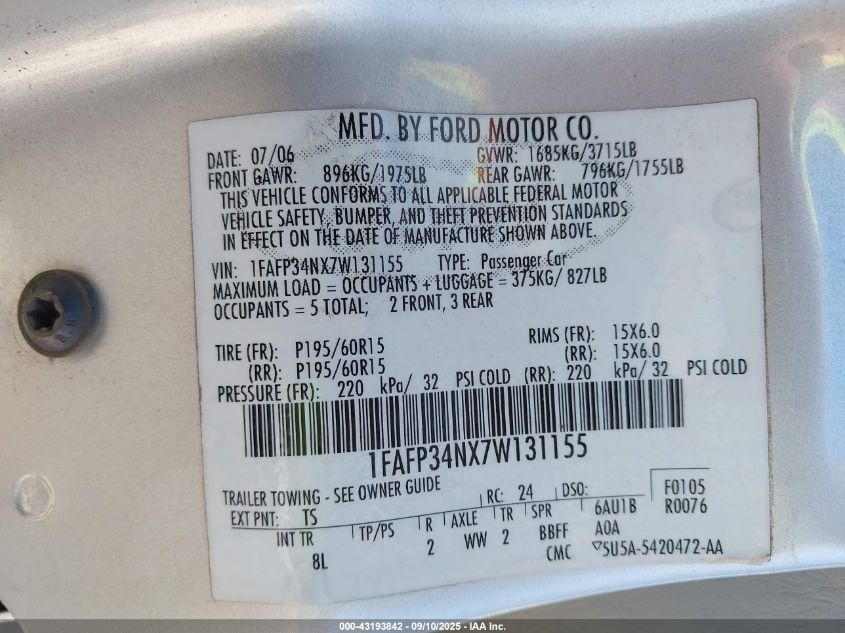 MFD. BY FORD MOTOR CO.
DATE: 07/06 GVWR: 1685KG/3715LB
FRONT GAWR: 896KG/1975LB REAR GAWR: 796KG/1755LB
THIS VEHICLE CONFORMS TO ALL APPLICABLE FEDERAL MOTOR
VEHICLE SAFETY, BUMPER, AND THEFT PREVENTION STANDARDS
IN EFFECT ON THE DATE OF MANUFACTURE SHOWN ABOVE.
VIN: 1FAFP34NX7W131155 TYPE: Passenger Car
MAXIMUM LOAD = OCCUPANTS + LUGGAGE = 375KG/ 827LB
OCCUPANTS = 5 TOTAL; 2 FRONT, 3 REAR
TIRE (FR): P195/60R15 RIMS (FR): 15X6.0
(RR): P195/60R15 (RR): 15X6.0
PRESSURE (FR): 220 kPa/ 32 PSI COLD (RR): 220 kPa/ 32 PSI COLD
1FAFP34NX7W131155
TRAILER TOWING - SEE OWNER GUIDE RC: 24 DSO: F0105
EXT PNT: TS R0076
INT TR TP/PS R AXLE TR SPR 6AU1B
8L 2 WW 2 BBFF A0A
CMC ▽5U5A-5420472-AA
8.8
000-43193842 - 09/10/2025 - IAA Inc.